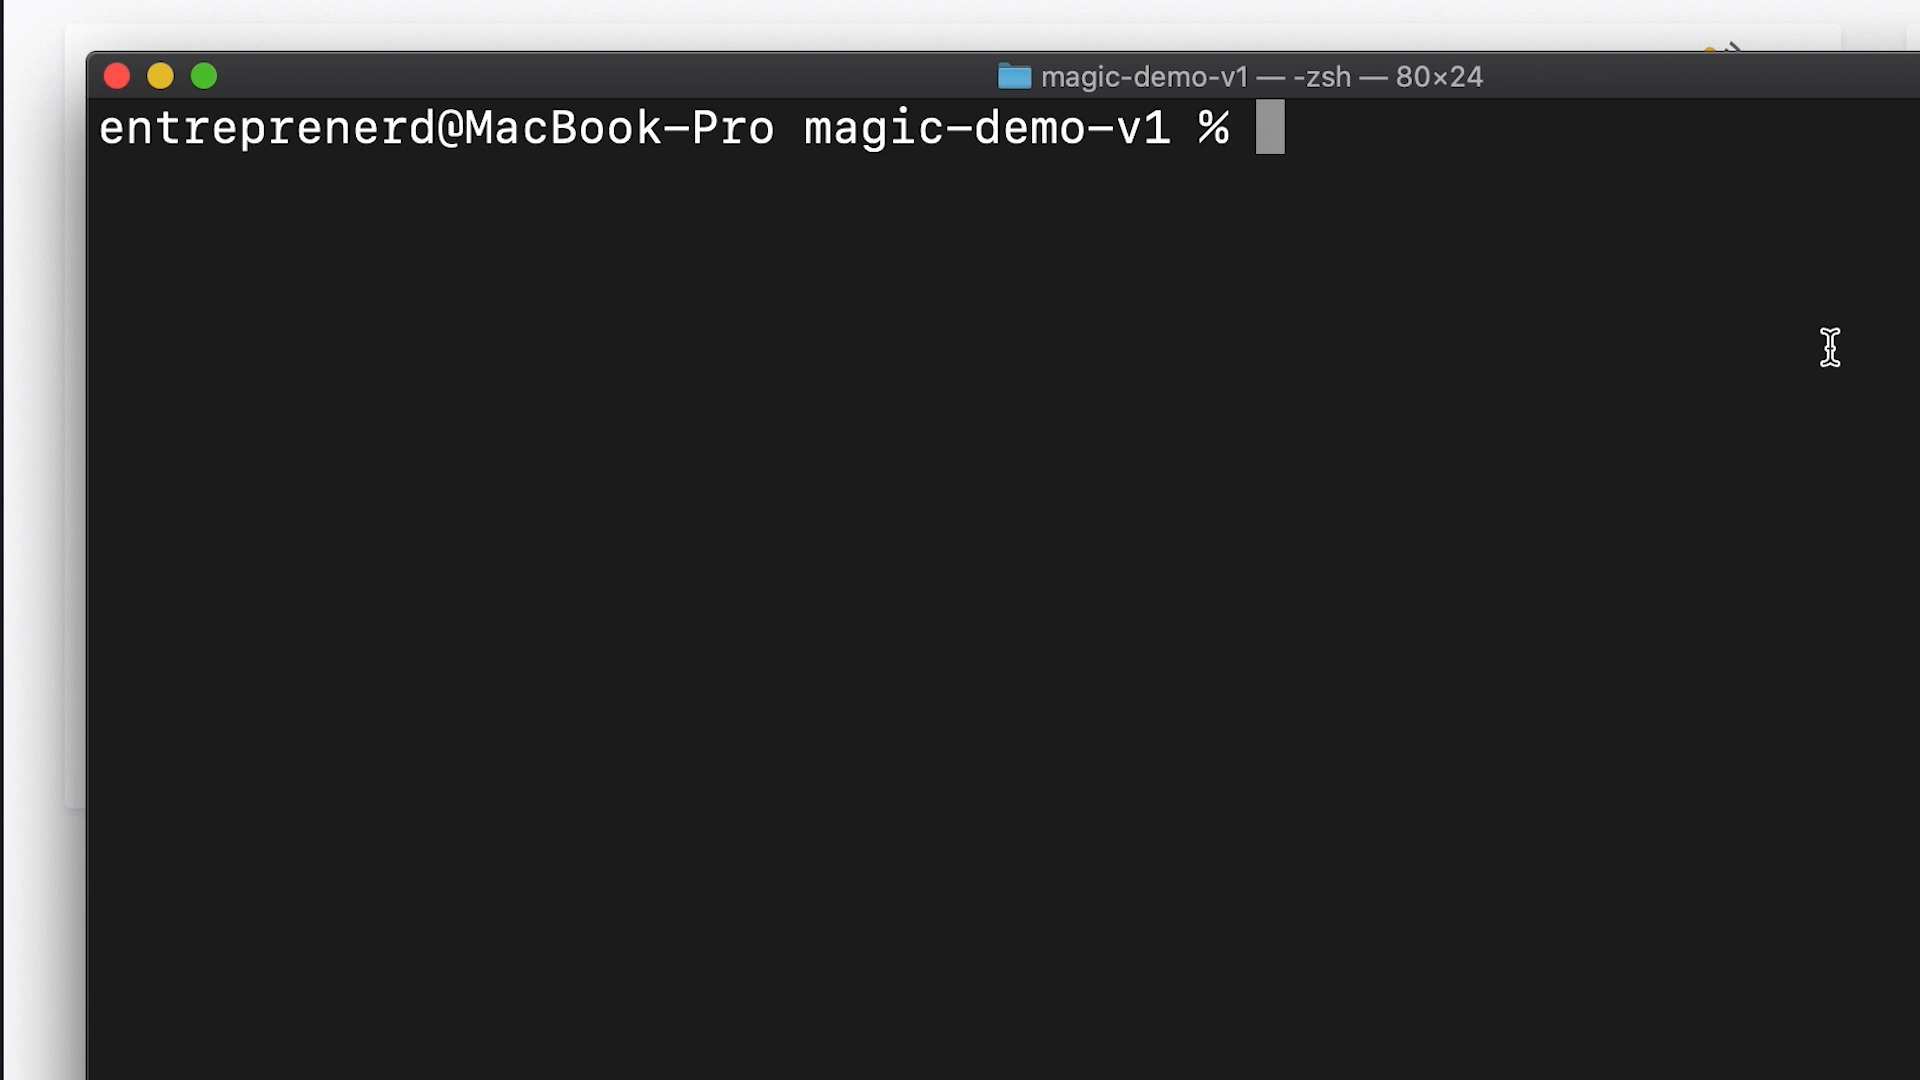 magic-demo-v1 — -zsh — 80×24
entreprenerd@MacBook-Pro magic-demo-v1 %